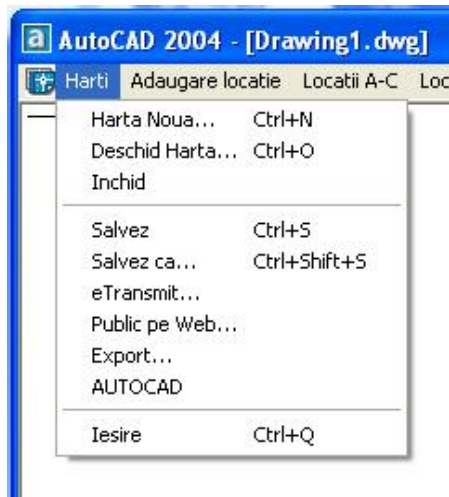 AutoCAD 2004 - [Drawing1.dwg]
Harti Adaugare locatie Locatii A-C Loc
Harta Noua... Ctrl+N
Deschid Harta... Ctrl+O
Inchid
Salvez Ctrl+S
Salvez ca... Ctrl+Shift+S
eTransmit...
Public pe Web...
Export...
AUTOCAD
Iesire Ctrl+Q